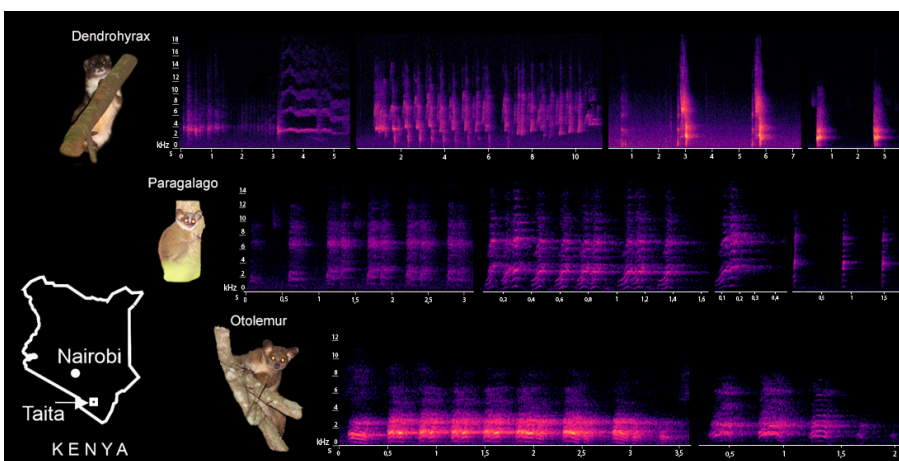 Dendrohyrax
18
16
14
12
10
8
6
4
2
kHz 0
s 0 1 2 3 4 5
2 4 6 8 10
1 2 3 4 5 6 7
1 2 3
Paragalago
14
12
10
8
6
4
2
kHz 0
s 0 0,5 1 1,5 2 2,5 3
0,2 0,4 0,6 0,8 1 1,2 1,4 1,6
0,1 0,2 0,3 0,4
0,5 1 1,5
Otolemur
12
10
8
6
4
2
kHz 0
s 0 0,5 1 1,5 2 2,5 3 3,5
0,5 1 1,5 2
Nairobi
Taita
KENYA